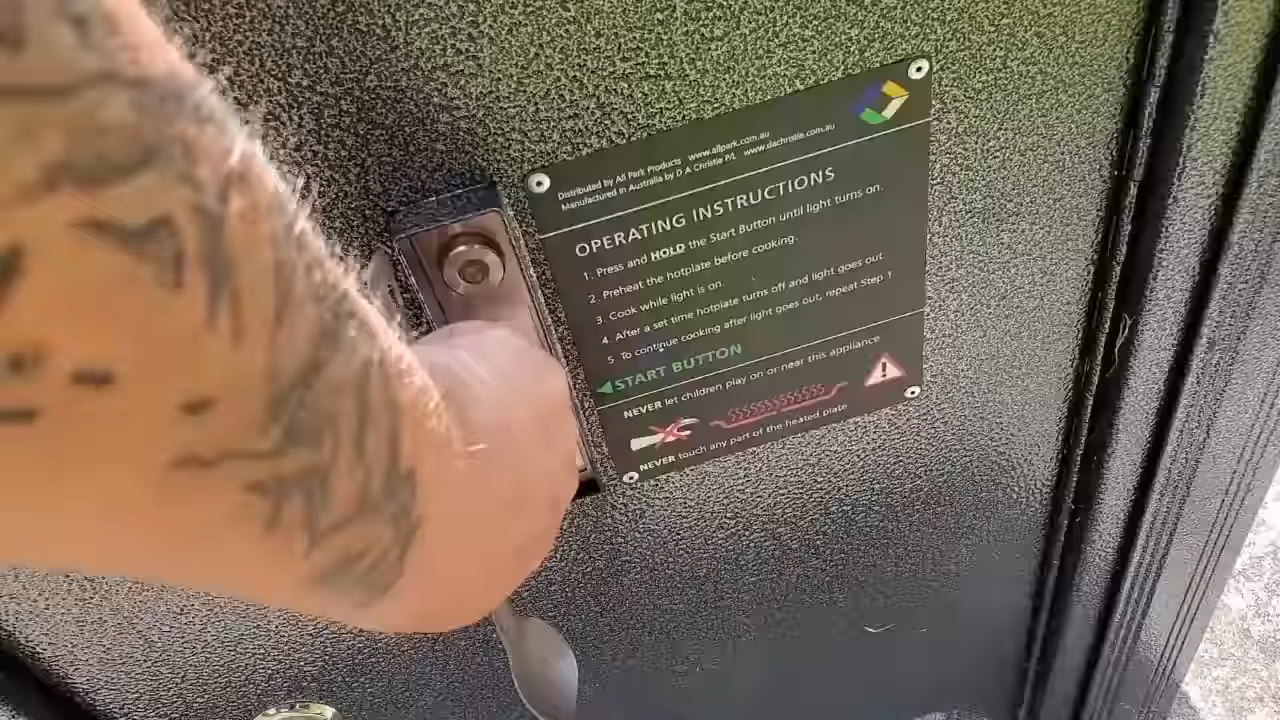 Distributed by All Park Products www.allpark.com.au
Manufactured in Australia by D A Christie P/L www.dachristie.com.au
OPERATING INSTRUCTIONS
1. Press and HOLD the Start Button until light turns on.
2. Preheat the hotplate before cooking.
3. Cook while light is on.
4. After a set time hotplate turns off and light goes out.
5 To continue cooking after light goes out, repeat Step 1
START BUTTON
NEVER let children play on or near this appliance
NEVER touch any part of the heated plate